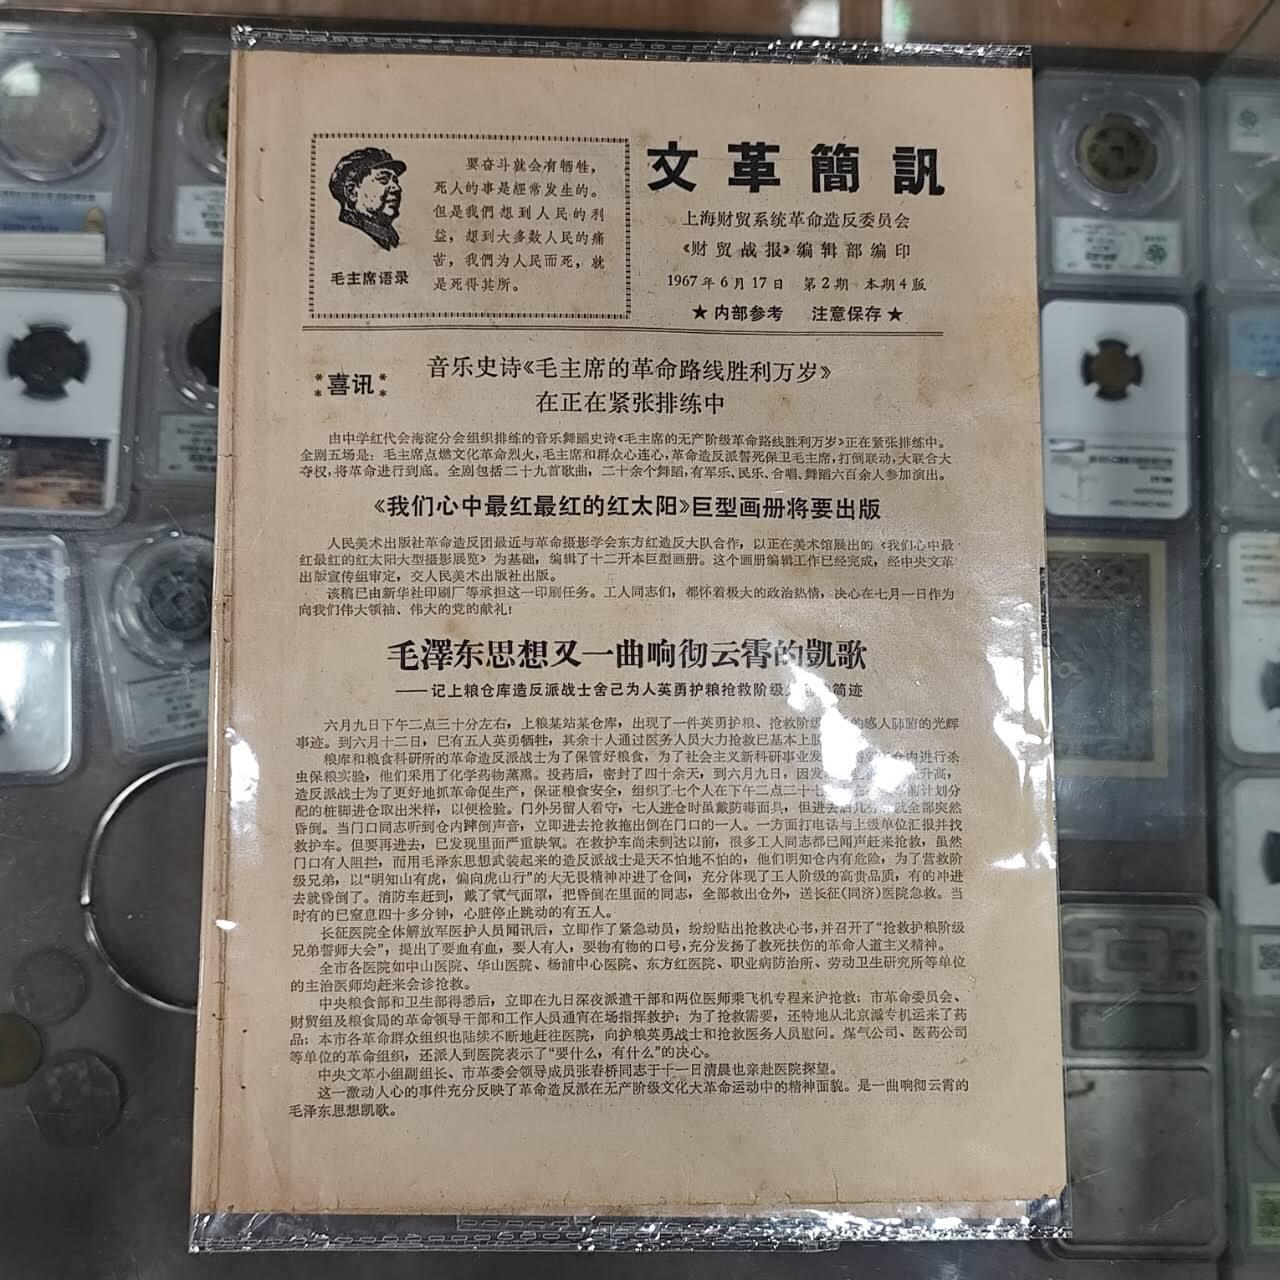 要奋斗就会有牺牲，
死人的事是經常发生的。
但是我們想到人民的利
益，想到大多数人民的痛
苦，我們为人民而死，就
是死得其所。
毛主席语录
文革簡訊
上海财贸系统革命造反委员会
《财贸战报》编辑部编印
1967年6月17日 第2期 本期4版
★内部参考 注意保存★
喜讯
音乐史诗《毛主席的革命路线胜利万岁》
在正在紧张排练中
由中学红代会海淀分会组织排练的音乐舞蹈史诗《毛主席的无产阶级革命路线胜利万岁》正在紧张排练中。
全剧五场是：毛主席点燃文化革命烈火，毛主席和群众心连心，革命造反派誓死保卫毛主席，打倒联动，大联合大
夺权，将革命进行到底。全剧包括二十九首歌曲，二十余个舞蹈，有军乐、民乐、合唱、舞蹈六百余人参加演出。
《我们心中最红最红的红太阳》巨型画册将要出版
人民美术出版社革命造反团最近与革命摄影学会东方红造反大队合作，以正在美术馆展出的《我们心中最
红最红的红太阳大型摄影展览》为基础，编辑了十二开本巨型画册。这个画册编辑工作已经完成，经中央文革
出版宣传组审定，交人民美术出版社出版。
该稿已由新华社印刷厂等承担这一印刷任务。工人同志们，都怀着极大的政治热情，决心在七月一日作为
向我们伟大领袖、伟大的党的献礼！
毛澤东思想又一曲响彻云霄的凱歌
——记上粮仓库造反派战士舍己为人英勇护粮抢救阶级简迹
六月九日下午二点三十分左右，上粮某站某仓库，出现了一件英勇护粮、抢救阶级的感人肺腑的光辉
事迹。到六月十二日，已有五人英勇牺牲，其余十人通过医务人员大力抢救已基本上脱
粮库和粮食科研所的革命造反派战士为了保管好粮食，为了社会主义新科研事业发仓内进行杀
虫保粮实验，他们采用了化学药物蒸熏。投药后，密封了四十余天，到六月九日，因发升高，
造反派战士为了更好地抓革命促生产，保证粮食安全，组织了七个人在下午二点二十七前计划分
配的桩脚进仓取出米样，以便检验。门外另留人看守，七人进仓时虽戴防毒面具，但进去后几分就全部突然
昏倒。当门口同志听到仓内蹕倒声音，立即进去抢救拖出倒在门口的一人。一方面打电话与上级单位汇报并找
救护车。但要再进去，已发现里面严重缺氧。在救护车尚未到达以前，很多工人同志都已闻声赶来抢救，虽然
门口有人阻拦，而用毛泽东思想武装起来的造反派战士是天不怕地不怕的，他们明知仓内有危险，为了营救阶
级兄弟，以“明知山有虎，偏向虎山行”的大无畏精神冲进了仓间，充分体现了工人阶级的高贵品质，有的冲进
去就昏倒了。消防车赶到，戴了氧气面罩，把昏倒在里面的同志，全部救出仓外，送长征(同济)医院急救。当
时有的已窒息四十多分钟，心脏停止跳动的有五人。
长征医院全体解放军医护人员闻讯后，立即作了紧急动员，纷纷贴出抢救决心书，并召开了“抢救护粮阶级
兄弟誓师大会”，提出了要血有血，要人有人，要物有物的口号，充分发扬了救死扶伤的革命人道主义精神。
全市各医院如中山医院、华山医院、杨浦中心医院、东方红医院、职业病防治所、劳动卫生研究所等单位
的主治医师均赶来会诊抢救。
中央粮食部和卫生部得悉后，立即在九日深夜派遣干部和两位医师乘飞机专程来沪抢救；市革命委员会、
财贸组及粮食局的革命领导干部和工作人员通宵在场指挥救护；为了抢救需要，还特地从北京派专机运来了药
品；本市各革命群众组织也陆续不断地赶往医院，向护粮英勇战士和抢救医务人员慰问。煤气公司、医药公司
等单位的革命组织，还派人到医院表示了“要什么，有什么”的决心。
中央文革小组副组长、市革委会领导成员张春桥同志于十一日清晨也亲赴医院探望。
这一激动人心的事件充分反映了革命造反派在无产阶级文化大革命运动中的精神面貌。是一曲响彻云霄的
毛泽东思想凯歌。